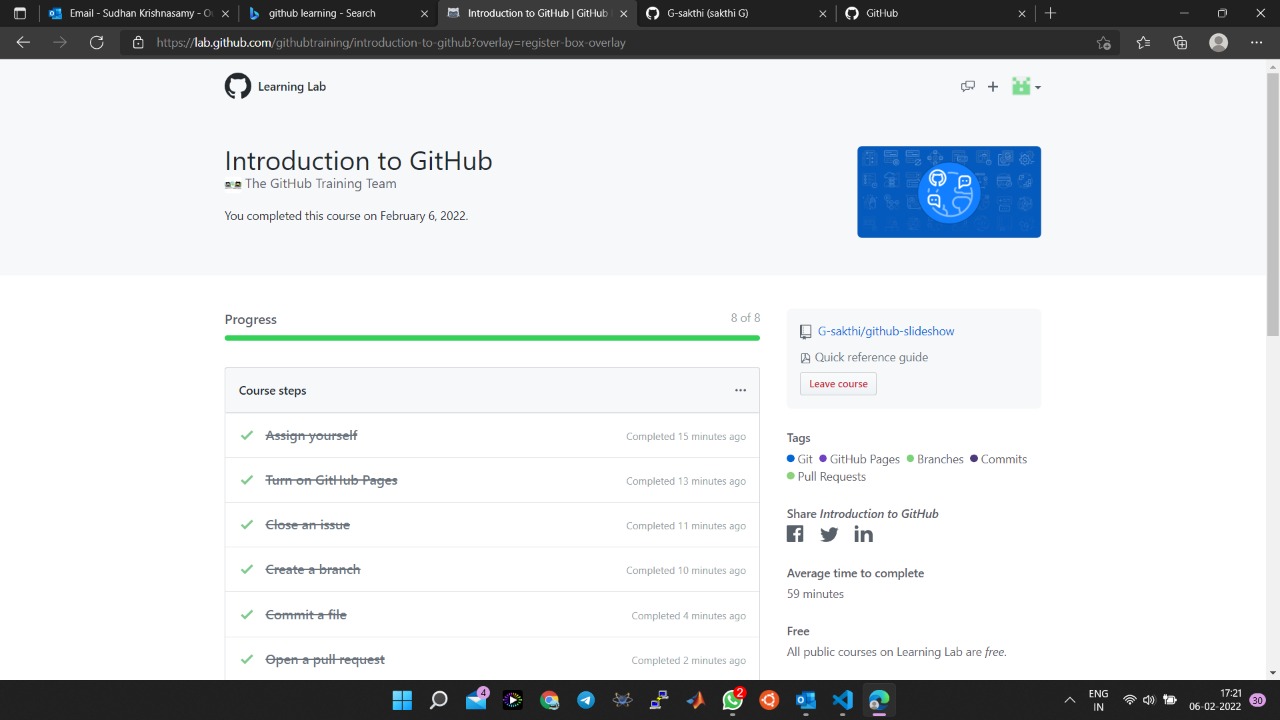 Email - Sudhan Krishnasamy - O
github learning - Search
Introduction to GitHub | GitHub
G-sakthi (sakthi G)
GitHub
https://lab.github.com/githubtraining/introduction-to-github?overlay=register-box-overlay
Learning Lab
Introduction to GitHub
The GitHub Training Team
You completed this course on February 6, 2022.
Progress
8 of 8
Course steps
Assign yourself
Completed 15 minutes ago
Turn on GitHub Pages
Completed 13 minutes ago
Close an issue
Completed 11 minutes ago
Create a branch
Completed 10 minutes ago
Commit a file
Completed 4 minutes ago
Open a pull request
Completed 2 minutes ago
G-sakthi/github-slideshow
Quick reference guide
Leave course
Tags
Git GitHub Pages Branches Commits
Pull Requests
Share Introduction to GitHub
Average time to complete
59 minutes
Free
All public courses on Learning Lab are free.
4
2
ENG
IN
17:21
06-02-2022
30